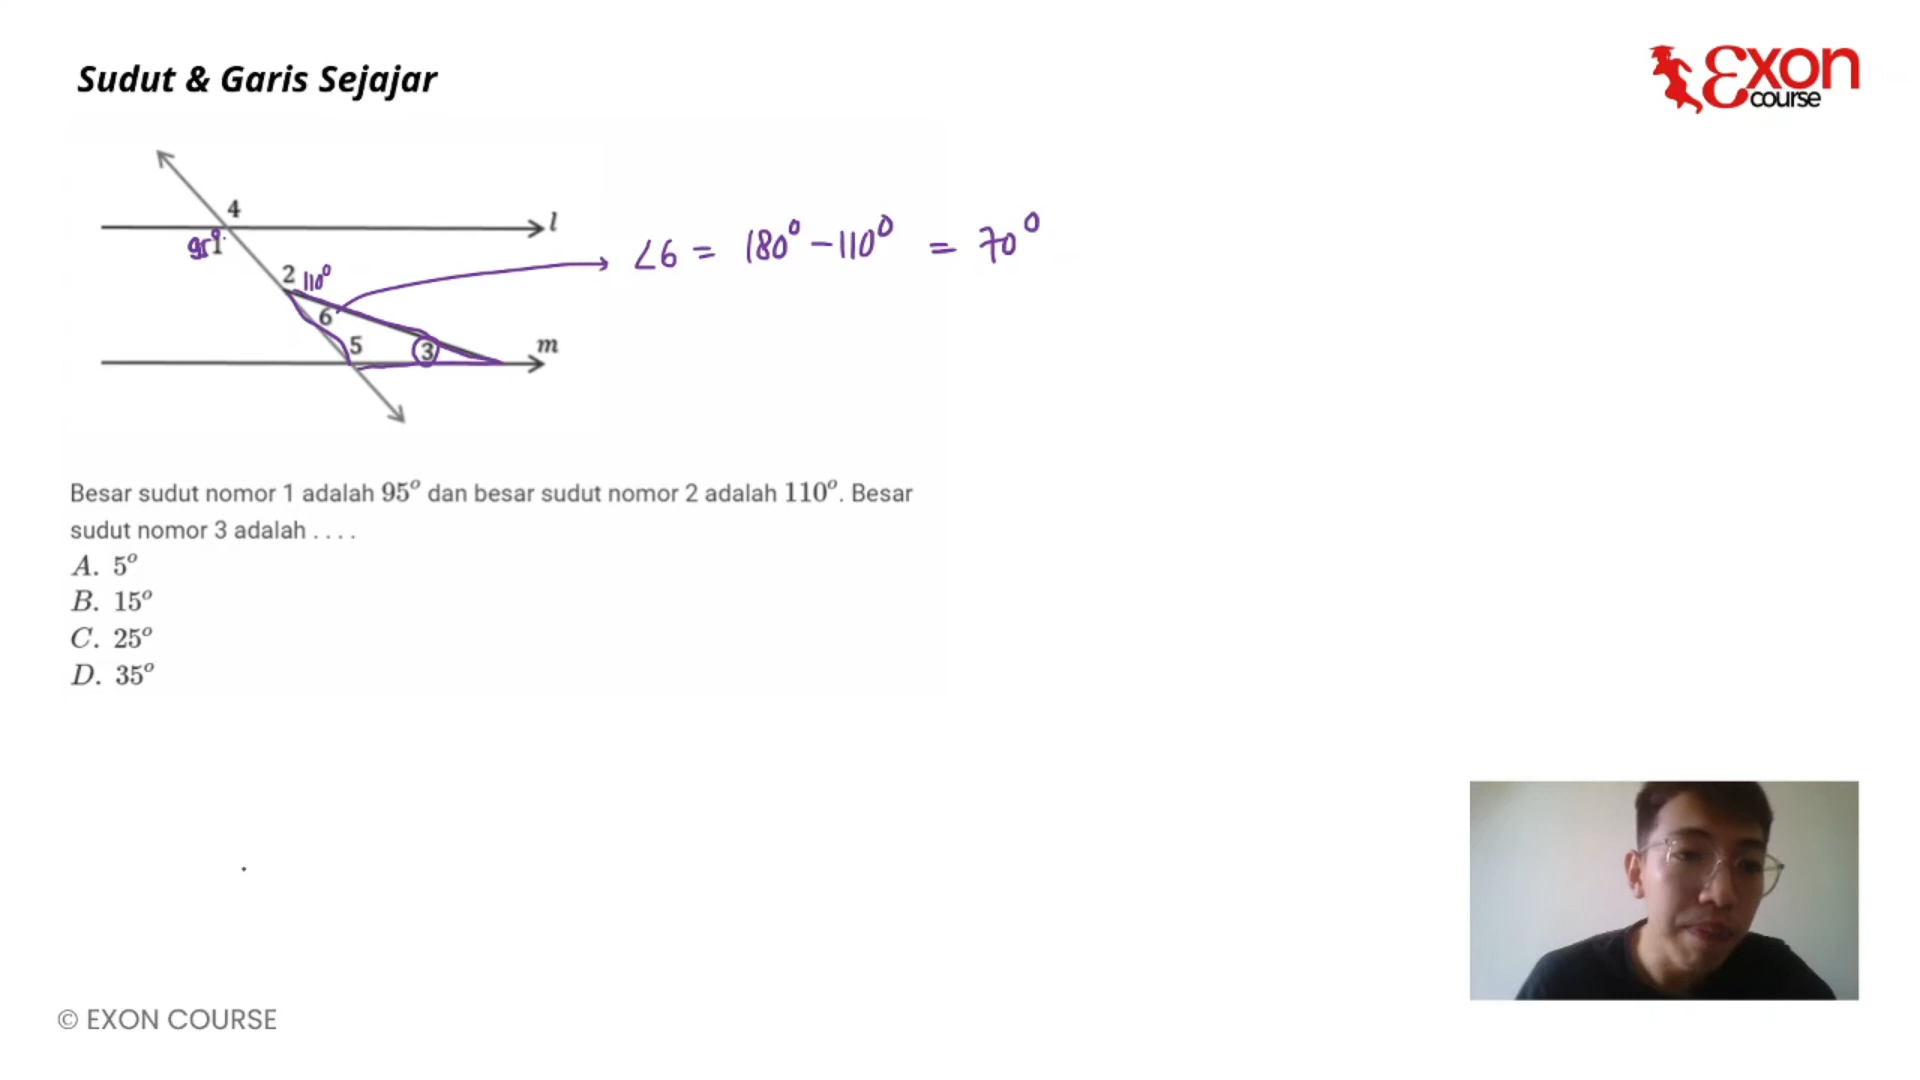 Sudut & Garis Sejajar
Exon
course
4
l
95° 1
∠6 = 180° - 110° = 70°
2 110°
6
5
3
m
Besar sudut nomor 1 adalah 95° dan besar sudut nomor 2 adalah 110°. Besar
sudut nomor 3 adalah . . . .
A. 5°
B. 15°
C. 25°
D. 35°
© EXON COURSE